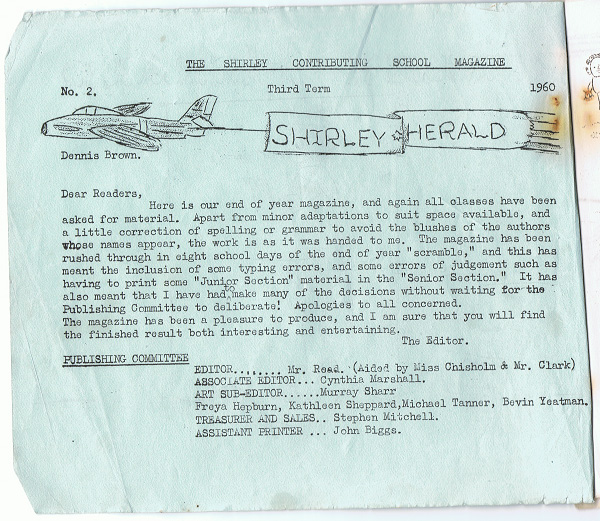 THE SHIRLEY CONTRIBUTING SCHOOL MAGAZINE
No. 2. Third Term 1960
SHIRLEY HERALD
Dennis Brown.
Dear Readers,
Here is our end of year magazine, and again all classes have been
asked for material. Apart from minor adaptations to suit space available, and
a little correction of spelling or grammar to avoid the blushes of the authors
whose names appear, the work is as it was handed to me. The magazine has been
rushed through in eight school days of the end of year "scramble," and this has
meant the inclusion of some typing errors, and some errors of judgement such as
having to print some "Junior Section" material in the "Senior Section." It has
also meant that I have had to make many of the decisions without waiting for the
Publishing Committee to deliberate! Apologies to all concerned.
The magazine has been a pleasure to produce, and I am sure that you will find
the finished result both interesting and entertaining.
The Editor.
PUBLISHING COMMITTEE
EDITOR........ Mr. Read. (Aided by Miss Chisholm & Mr. Clark)
ASSOCIATE EDITOR... Cynthia Marshall.
ART SUB-EDITOR......Murray Sharr
Freya Hepburn, Kathleen Sheppard,Michael Tanner, Bevin Yeatman.
TREASURER AND SALES.. Stephen Mitchell.
ASSISTANT PRINTER ... John Biggs.